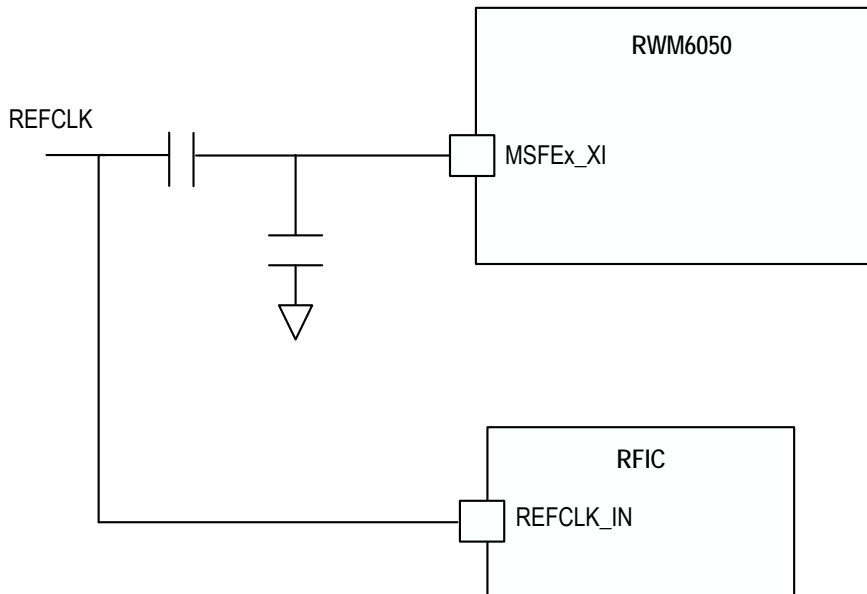 RWM6050
REFCLK
MSFEx_XI
RFIC
REFCLK_IN